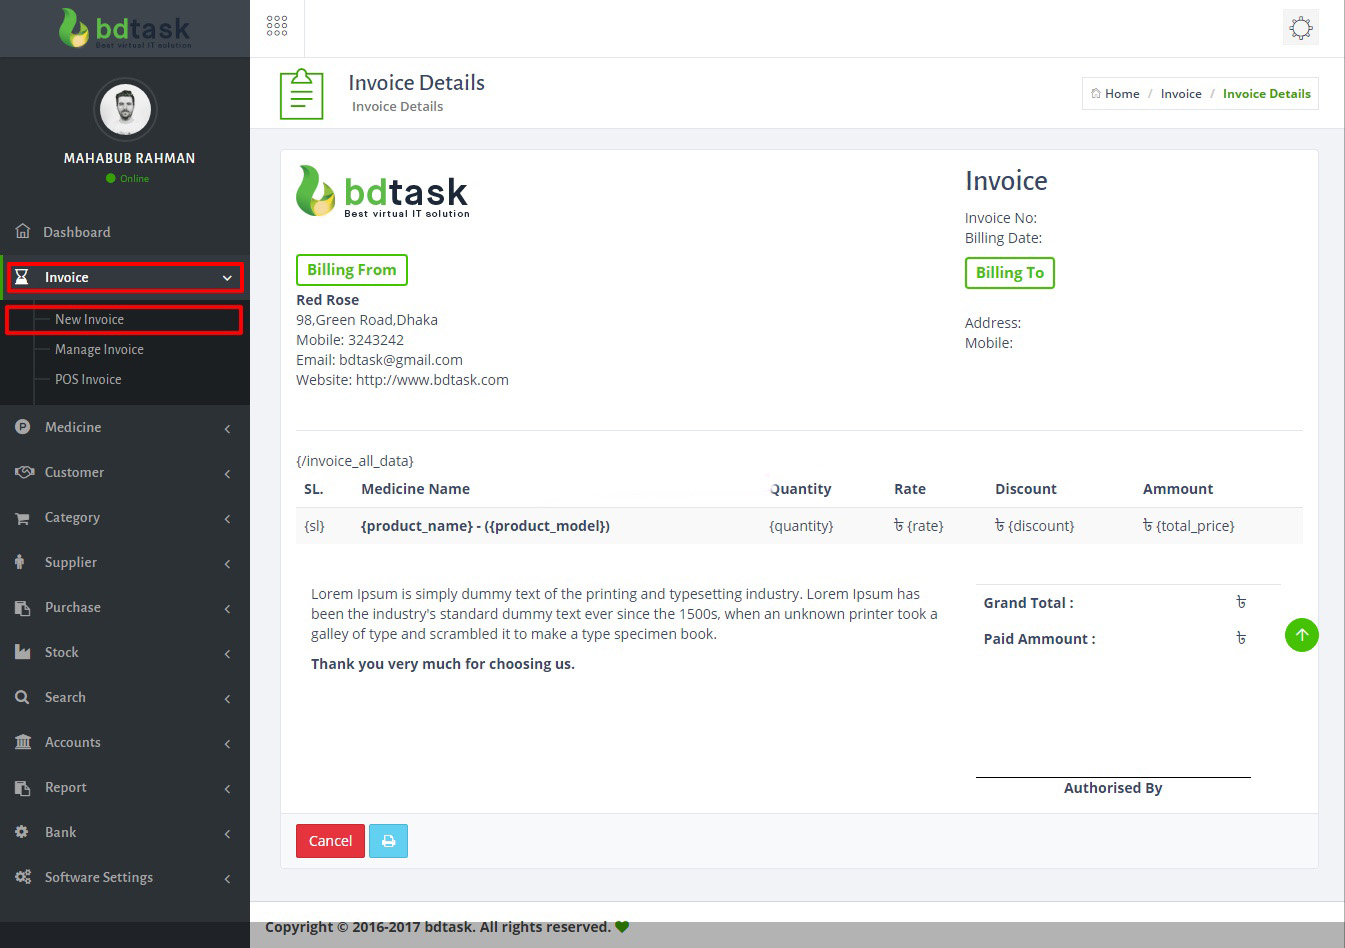 bdtask
Best virtual IT solution
MAHABUB RAHMAN
Online
Dashboard
Invoice
New Invoice
Manage Invoice
POS Invoice
Medicine
Customer
Category
Supplier
Purchase
Stock
Search
Accounts
Report
Bank
Software Settings
Invoice Details
Invoice Details
Home / Invoice / Invoice Details
bdtask
Best virtual IT solution
Billing From
Red Rose
98,Green Road,Dhaka
Mobile: 3243242
Email: bdtask@gmail.com
Website: http://www.bdtask.com
Invoice
Invoice No:
Billing Date:
Billing To
Address:
Mobile:
{/invoice_all_data}
SL. Medicine Name Quantity Rate Discount Ammount
{sl} {product_name} - ({product_model}) {quantity} ৳ {rate} ৳ {discount} ৳ {total_price}
Lorem Ipsum is simply dummy text of the printing and typesetting industry. Lorem Ipsum has
been the industry's standard dummy text ever since the 1500s, when an unknown printer took a
galley of type and scrambled it to make a type specimen book.
Thank you very much for choosing us.
Grand Total : ৳
Paid Ammount : ৳
Authorised By
Cancel
Copyright © 2016-2017 bdtask. All rights reserved.